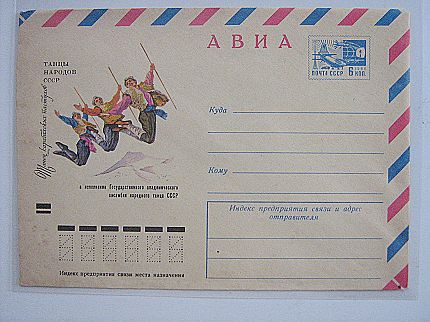 АВИА
ТАНЦЫ
НАРОДОВ
СССР
ПОЧТА СССР 6 КОП.
Куда
Кому
в исполнении Государственного академического
ансамбля народного танца СССР
Индекс предприятия связи и адрес
отправителя
Индекс предприятия связи места назначения